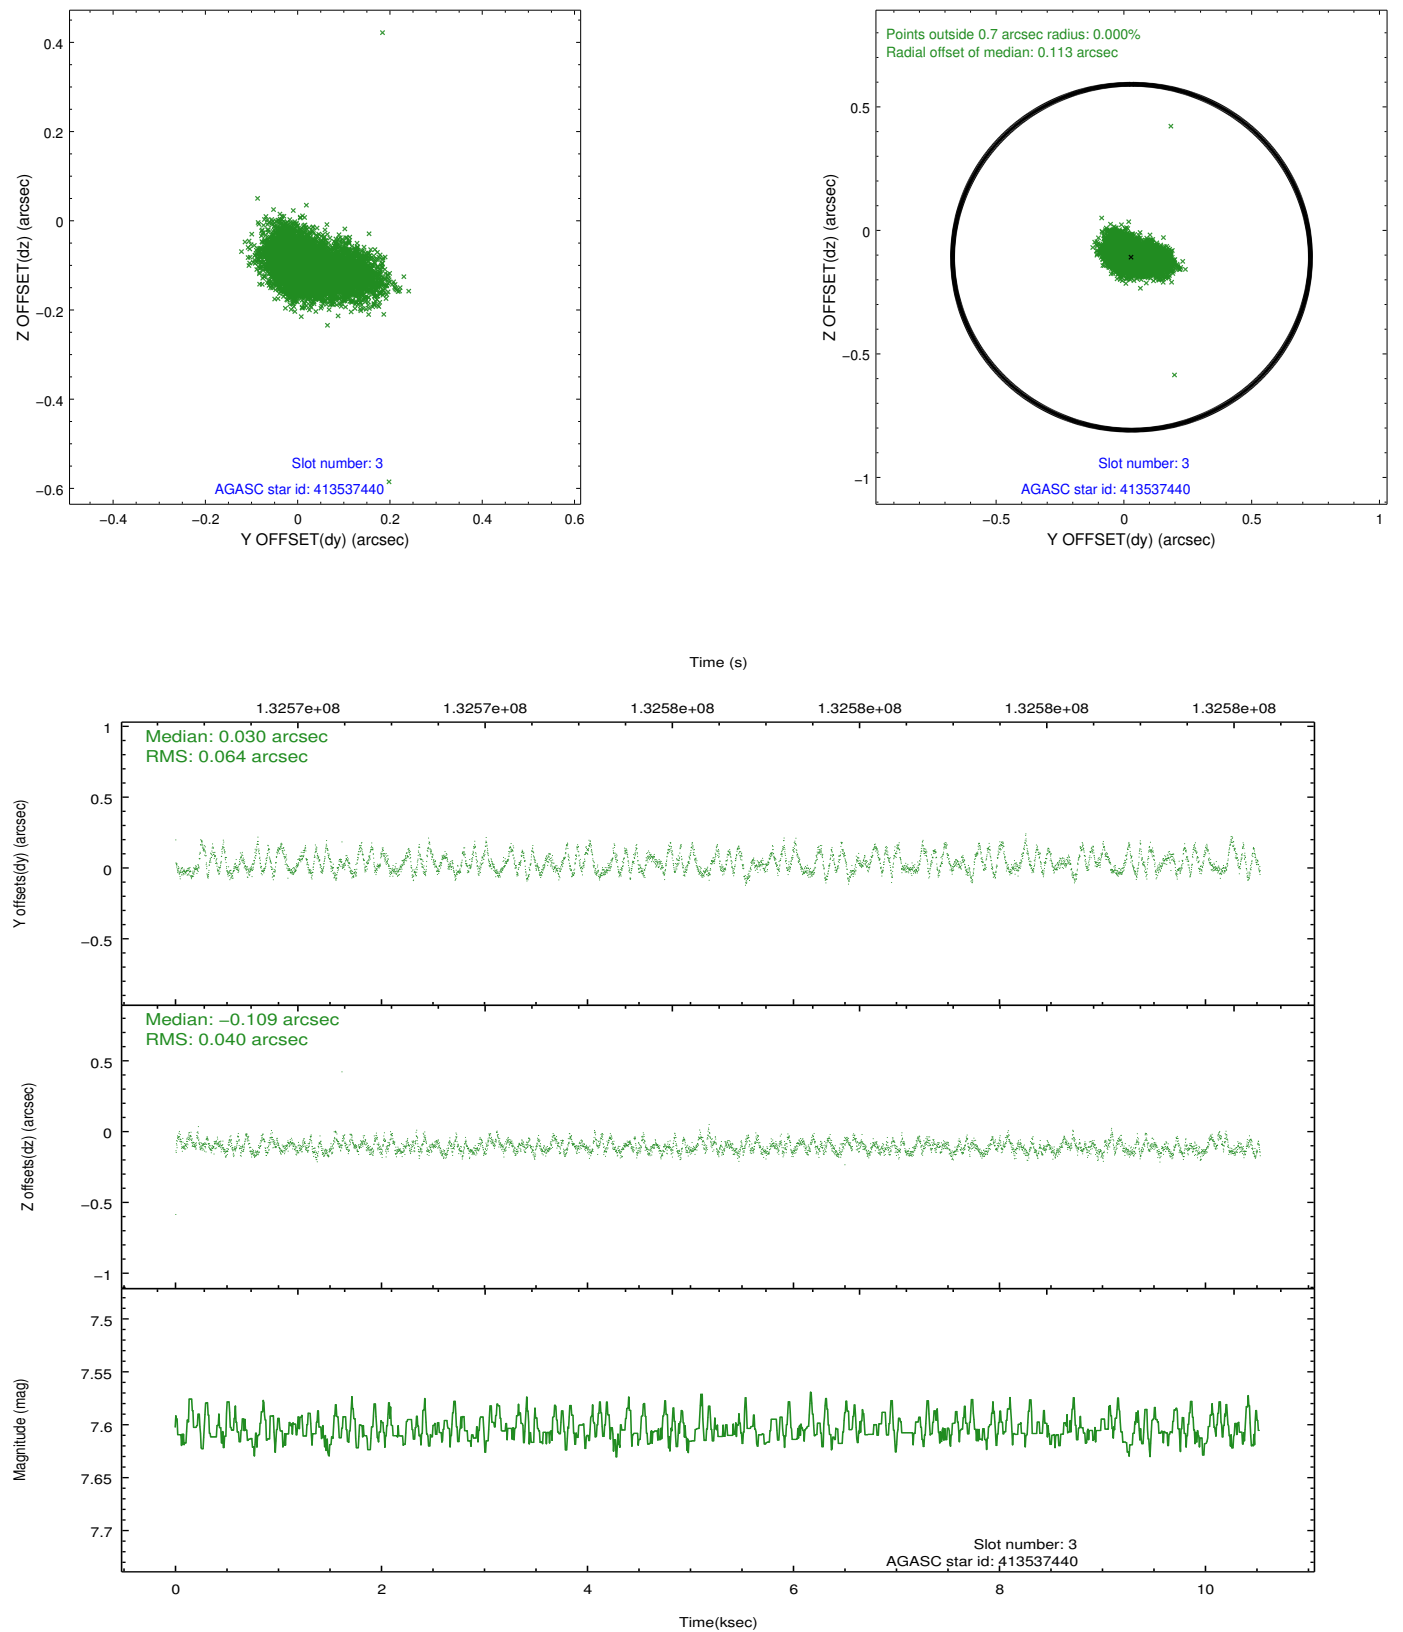 0.4
0.2
0
−0.2
−0.4
−0.6
Z OFFSET(dz) (arcsec)
Slot number: 3
AGASC star id: 413537440
−0.4
−0.2
0
0.2
0.4
0.6
Y OFFSET(dy) (arcsec)
Points outside 0.7 arcsec radius: 0.000%
Radial offset of median: 0.113 arcsec
0.5
0
−0.5
−1
Z OFFSET(dz) (arcsec)
Slot number: 3
AGASC star id: 413537440
−0.5
0
0.5
1
Y OFFSET(dy) (arcsec)
Time (s)
1.3257e+08
1.3257e+08
1.3258e+08
1.3258e+08
1.3258e+08
1.3258e+08
Median: 0.030 arcsec
RMS: 0.064 arcsec
1
0.5
0
−0.5
Y offsets(dy) (arcsec)
Median: −0.109 arcsec
RMS: 0.040 arcsec
0.5
0
−0.5
−1
Z offsets(dz) (arcsec)
7.5
7.55
7.6
7.65
7.7
Magnitude (mag)
Slot number: 3
AGASC star id: 413537440
0
2
4
6
8
10
Time(ksec)